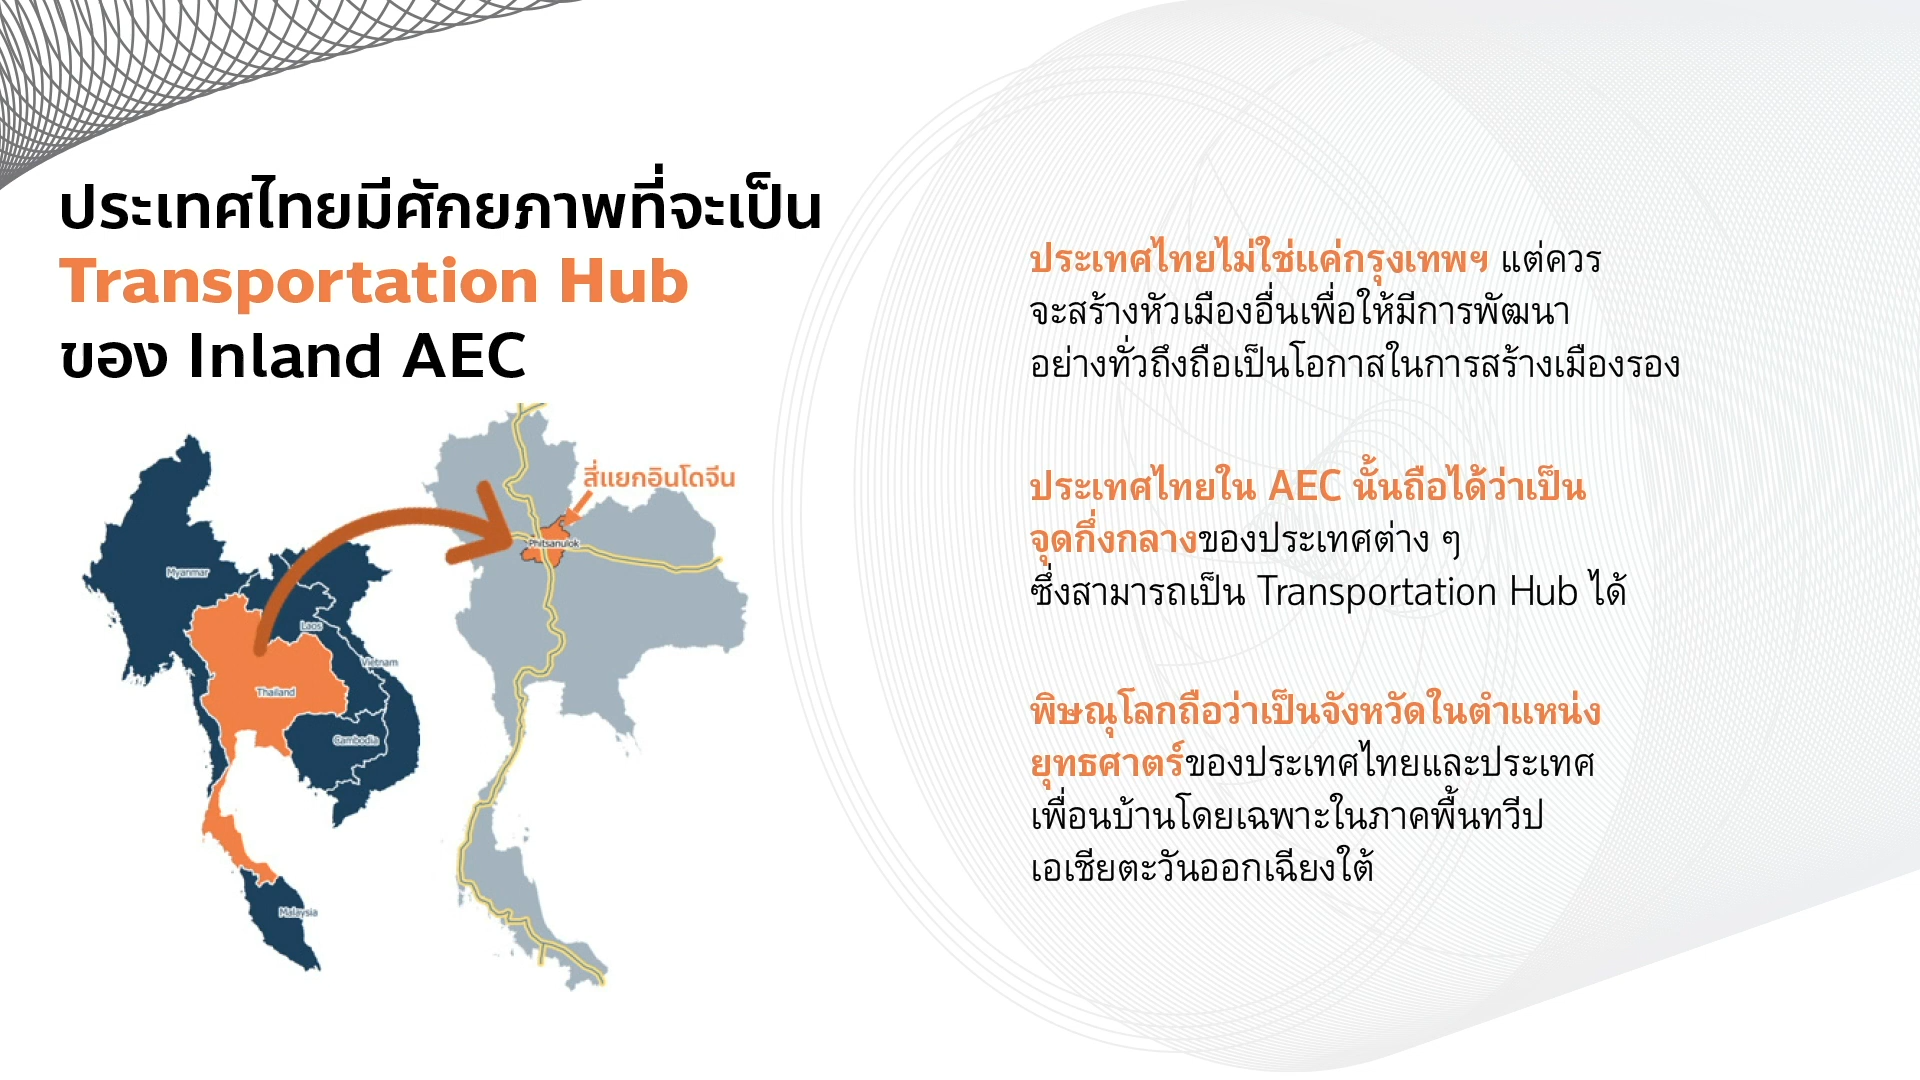 ประเทศไทยมีศักยภาพที่จะเป็น
Transportation Hub
ของ Inland AEC
สี่แยกอินโดจีน
Phitsanulok
Myanmar
Laos
Vietnam
Thailand
Cambodia
Malaysia
ประเทศไทยไม่ใช่แค่กรุงเทพฯ แต่ควร
จะสร้างหัวเมืองอื่นเพื่อให้มีการพัฒนา
อย่างทั่วถึงถือเป็นโอกาสในการสร้างเมืองรอง
ประเทศไทยใน AEC นั้นถือได้ว่าเป็น
จุดกึ่งกลางของประเทศต่าง ๆ
ซึ่งสามารถเป็น Transportation Hub ได้
พิษณุโลกถือว่าเป็นจังหวัดในตำแหน่ง
ยุทธศาตร์ของประเทศไทยและประเทศ
เพื่อนบ้านโดยเฉพาะในภาคพื้นทวีป
เอเชียตะวันออกเฉียงใต้